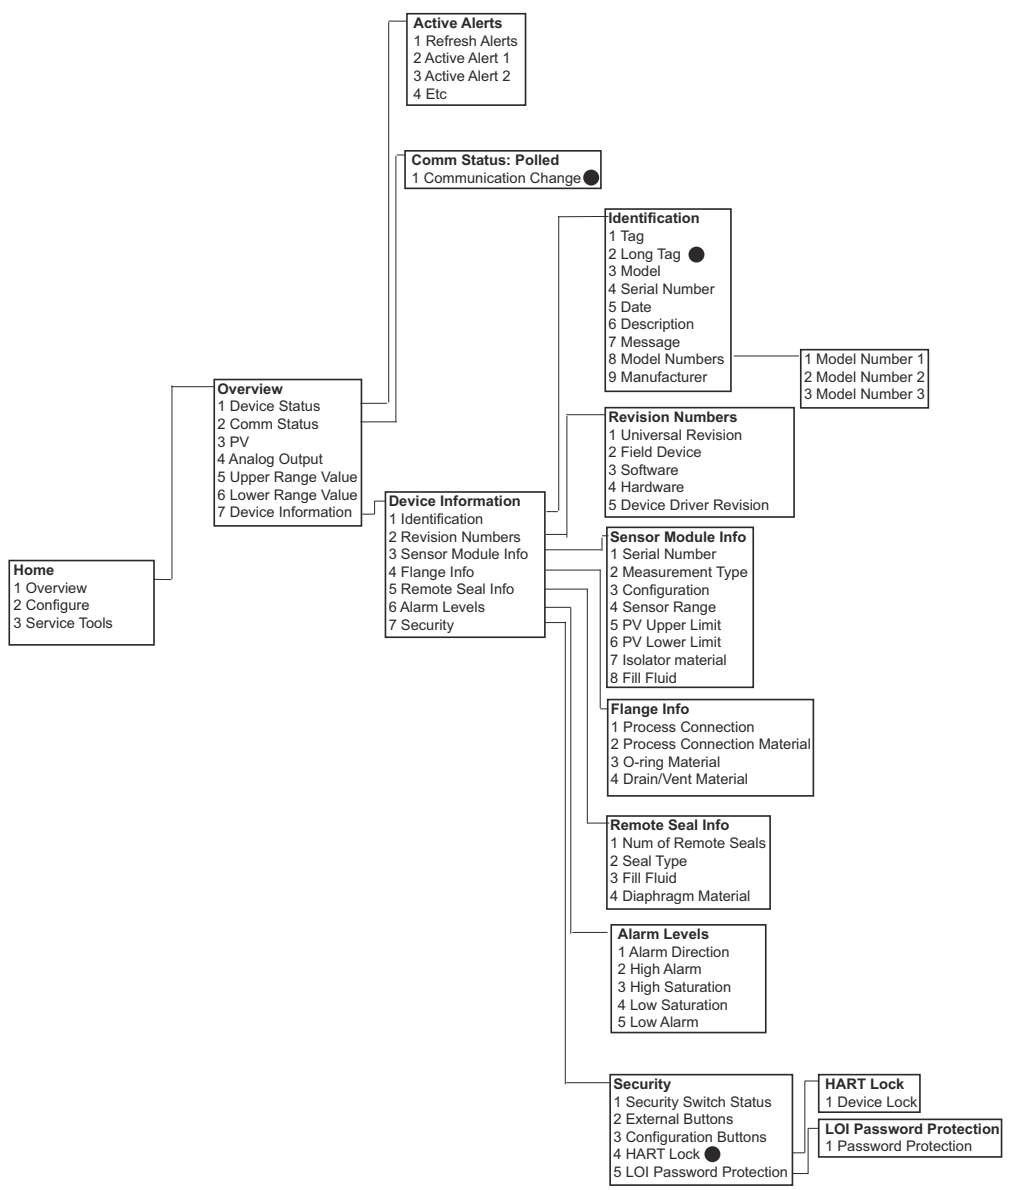 Active Alerts
1 Refresh Alerts
2 Active Alert 1
3 Active Alert 2
4 Etc
Comm Status: Polled
1 Communication Change
Identification
1 Tag
2 Long Tag
3 Model
4 Serial Number
5 Date
6 Description
7 Message
8 Model Numbers
9 Manufacturer
1 Model Number 1
2 Model Number 2
3 Model Number 3
Overview
1 Device Status
2 Comm Status
3 PV
4 Analog Output
5 Upper Range Value
6 Lower Range Value
7 Device Information
Revision Numbers
1 Universal Revision
2 Field Device
3 Software
4 Hardware
5 Device Driver Revision
Device Information
1 Identification
2 Revision Numbers
3 Sensor Module Info
4 Flange Info
5 Remote Seal Info
6 Alarm Levels
7 Security
Sensor Module Info
1 Serial Number
2 Measurement Type
3 Configuration
4 Sensor Range
5 PV Upper Limit
6 PV Lower Limit
7 Isolator material
8 Fill Fluid
Home
1 Overview
2 Configure
3 Service Tools
Flange Info
1 Process Connection
2 Process Connection Material
3 O-ring Material
4 Drain/Vent Material
Remote Seal Info
1 Num of Remote Seals
2 Seal Type
3 Fill Fluid
4 Diaphragm Material
Alarm Levels
1 Alarm Direction
2 High Alarm
3 High Saturation
4 Low Saturation
5 Low Alarm
Security
1 Security Switch Status
2 External Buttons
3 Configuration Buttons
4 HART Lock
5 LOI Password Protection
HART Lock
1 Device Lock
LOI Password Protection
1 Password Protection